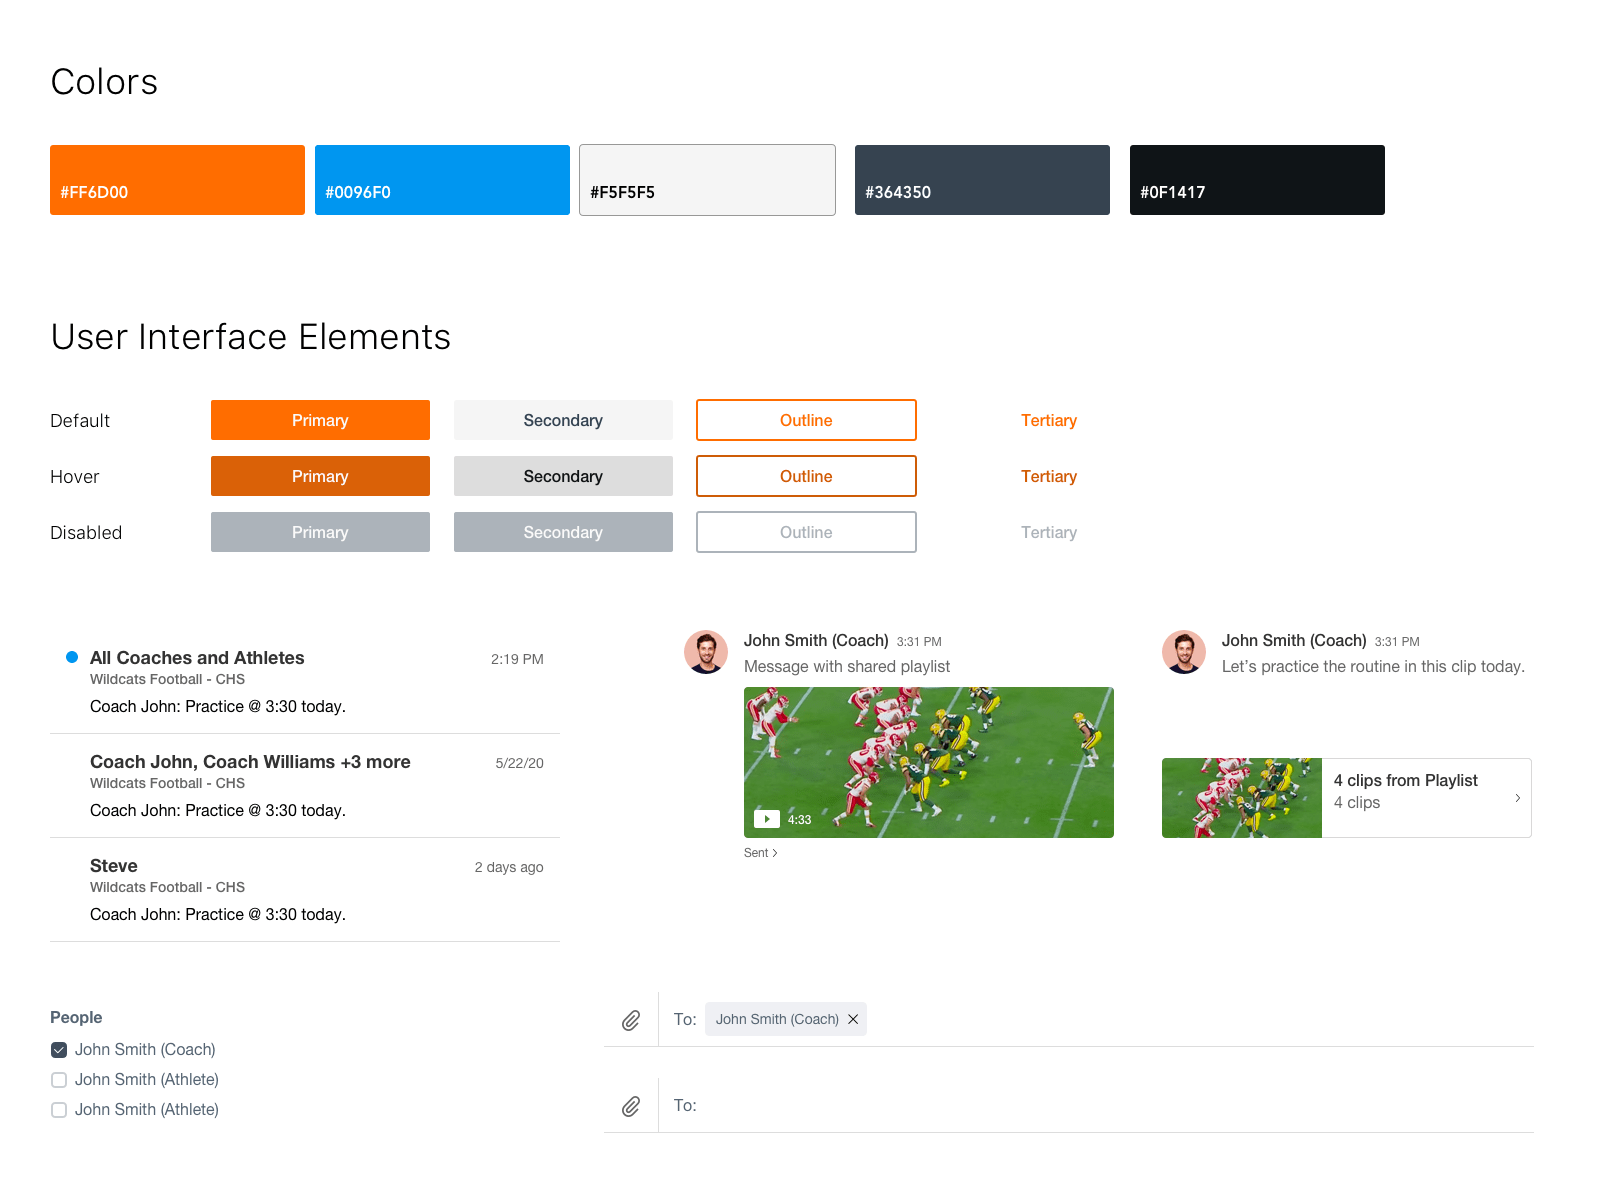 Colors
#FF6D00
#0096F0
#F5F5F5
#364350
#0F1417
User Interface Elements
Default Primary Secondary Outline Tertiary
Hover Primary Secondary Outline Tertiary
Disabled Primary Secondary Outline Tertiary
All Coaches and Athletes 2:19 PM
Wildcats Football - CHS
Coach John: Practice @ 3:30 today.
Coach John, Coach Williams +3 more 5/22/20
Wildcats Football - CHS
Coach John: Practice @ 3:30 today.
Steve 2 days ago
Wildcats Football - CHS
Coach John: Practice @ 3:30 today.
John Smith (Coach) 3:31 PM
Message with shared playlist
4:33
Sent >
John Smith (Coach) 3:31 PM
Let’s practice the routine in this clip today.
4 clips from Playlist
4 clips
People
John Smith (Coach)
John Smith (Athlete)
John Smith (Athlete)
To: John Smith (Coach)
To: